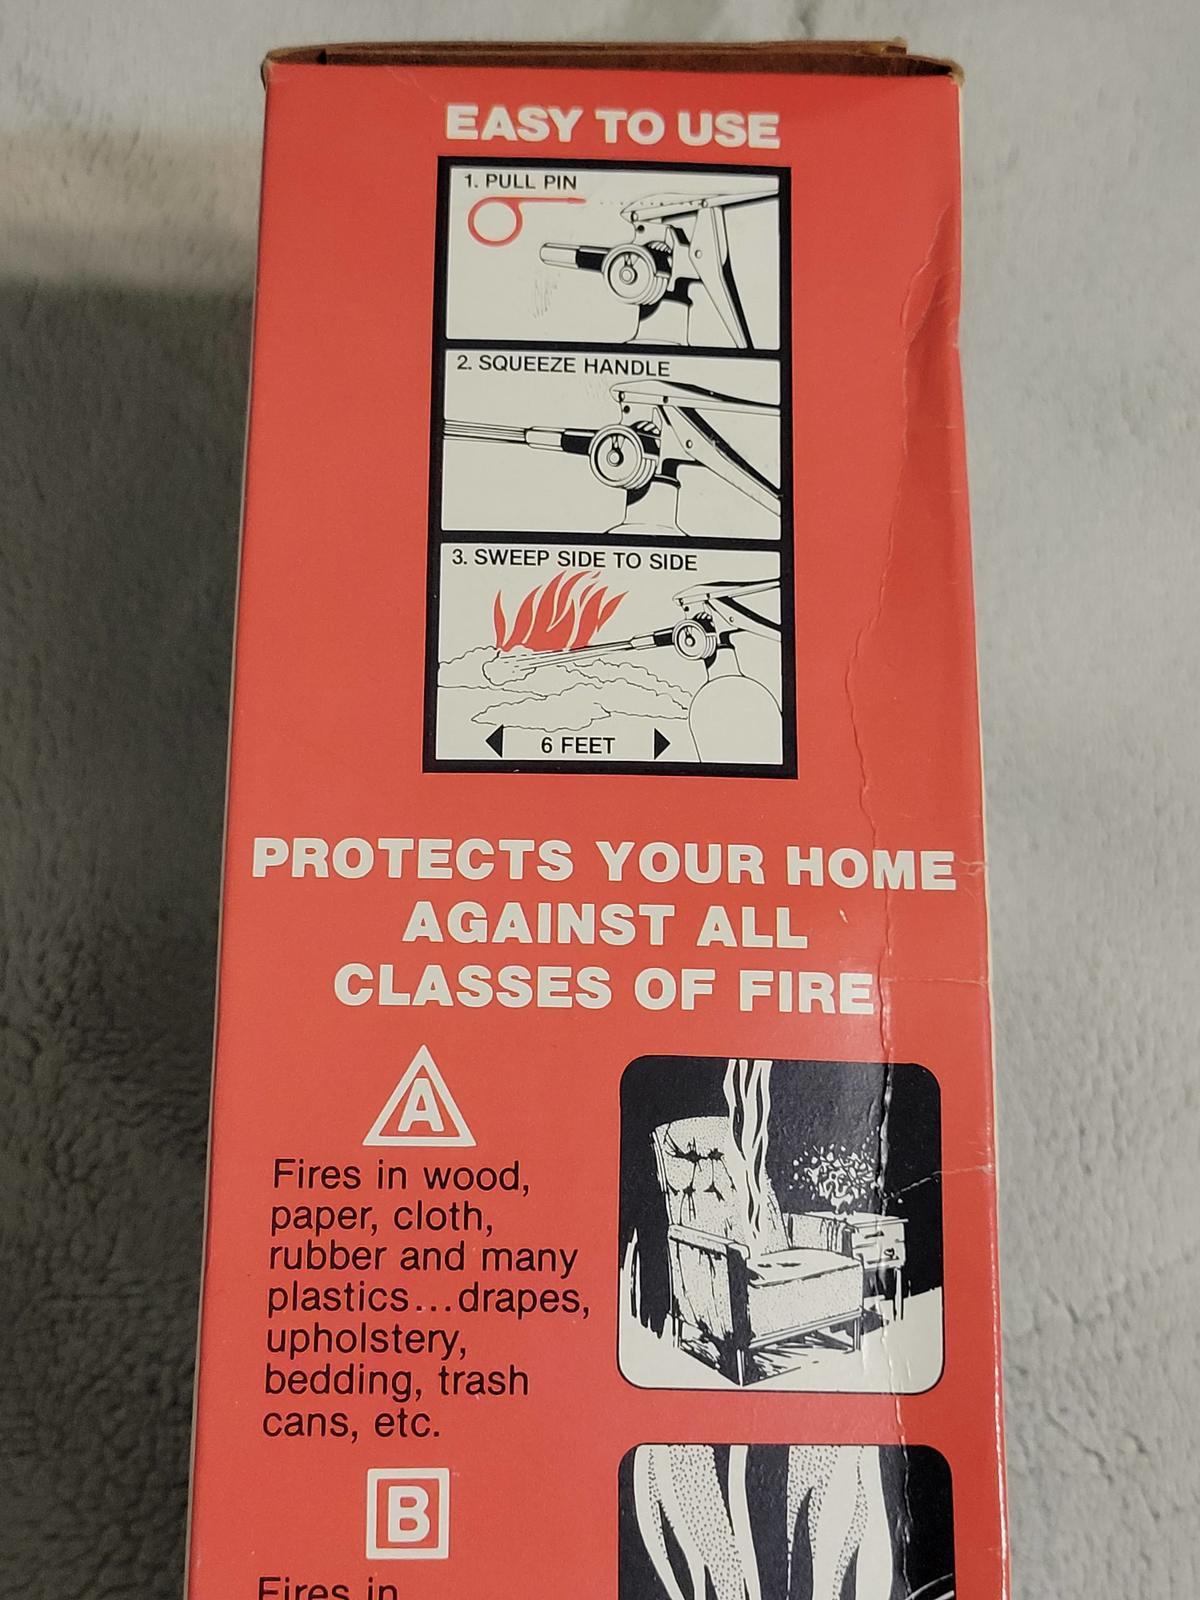 EASY TO USE
1. PULL PIN
2. SQUEEZE HANDLE
3. SWEEP SIDE TO SIDE
6 FEET
PROTECTS YOUR HOME
AGAINST ALL
CLASSES OF FIRE
A
Fires in wood,
paper, cloth,
rubber and many
plastics...drapes,
upholstery,
bedding, trash
cans, etc.
B
Fires in